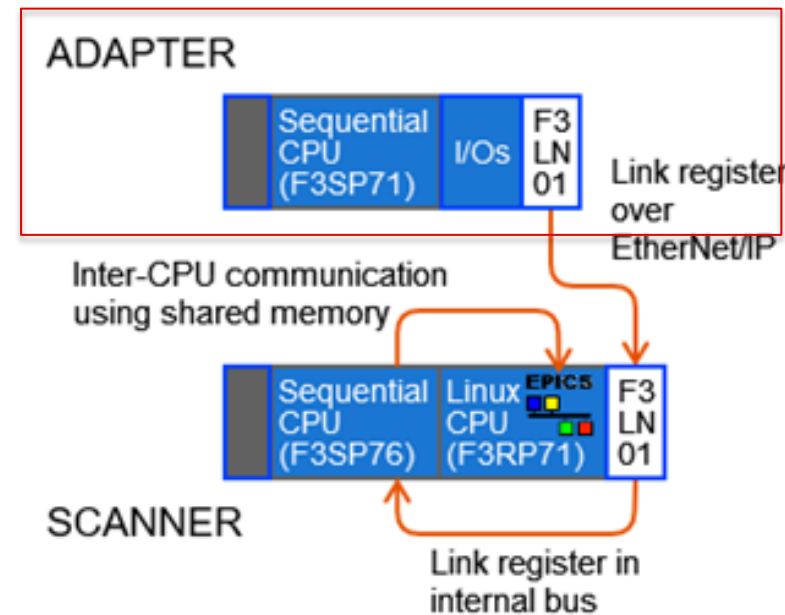 ADAPTER
Sequential
CPU
(F3SP71)
I/Os
F3
LN
01
Link register
over
EtherNet/IP
Inter-CPU communication
using shared memory
Sequential
CPU
(F3SP76)
Linux
CPU
(F3RP71)
EPICS
F3
LN
01
SCANNER
Link register in
internal bus